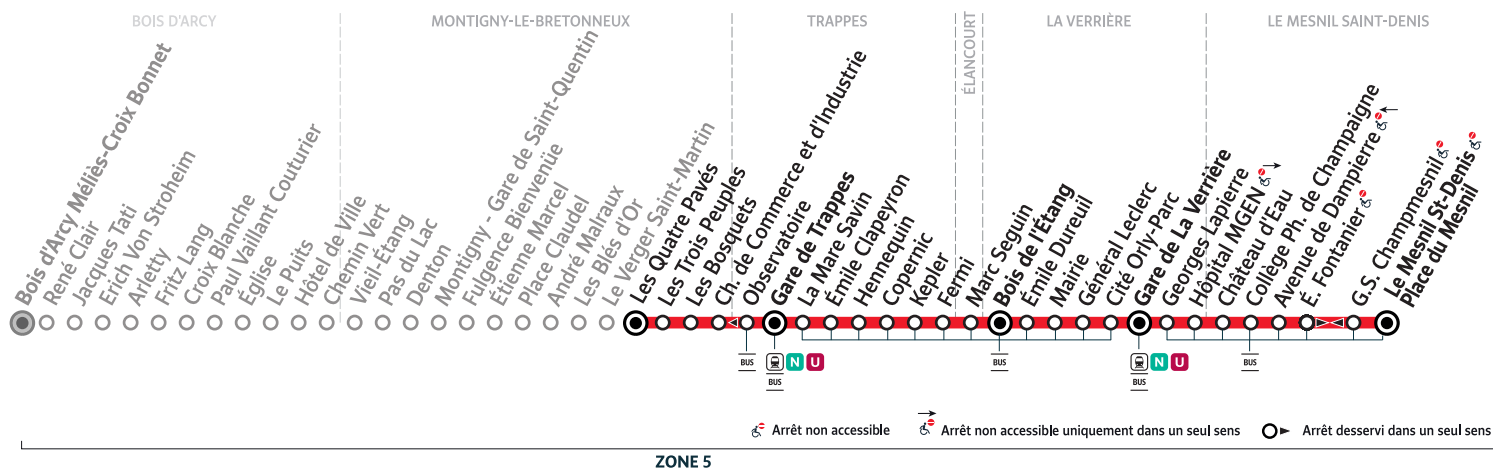 BOIS D'ARCY
MONTIGNY-LE-BRETONNEUX
TRAPPES
ÉLANCOURT
LA VERRIÈRE
LE MESNIL SAINT-DENIS
Bois d'Arcy Méliès-Croix Bonnet
René Clair
Jacques Tati
Erich Von Stroheim
Arletty
Fritz Lang
Croix Blanche
Paul Vaillant Couturier
Église
Le Puits
Hôtel de Ville
Chemin Vert
Vieil-Étang
Pas du Lac
Denton
Montigny - Gare de Saint-Quentin
Fulgence Bienvenüe
Étienne Marcel
Place Claudel
André Malraux
Les Blés d'Or
Le Verger Saint-Martin
Les Quatre Pavés
Les Trois Peuples
Les Bosquets
Ch. de Commerce et d'Industrie
Observatoire
Gare de Trappes
La Mare Savin
Émile Clapeyron
Hennequin
Copernic
Kepler
Fermi
Marc Seguin
Bois de l'Étang
Émile Dureuil
Mairie
Général Leclerc
Cité Orly-Parc
Gare de La Verrière
Georges Lapierre
Hôpital MGEN
Château d'Eau
Collège Ph. de Champaigne
Avenue de Dampierre
É. Fontanier
G.S. Champmesnil
Le Mesnil St-Denis
Place du Mesnil
BUS
N U
BUS
BUS
N U
BUS
BUS
Arrêt non accessible
Arrêt non accessible uniquement dans un seul sens
Arrêt desservi dans un seul sens
ZONE 5